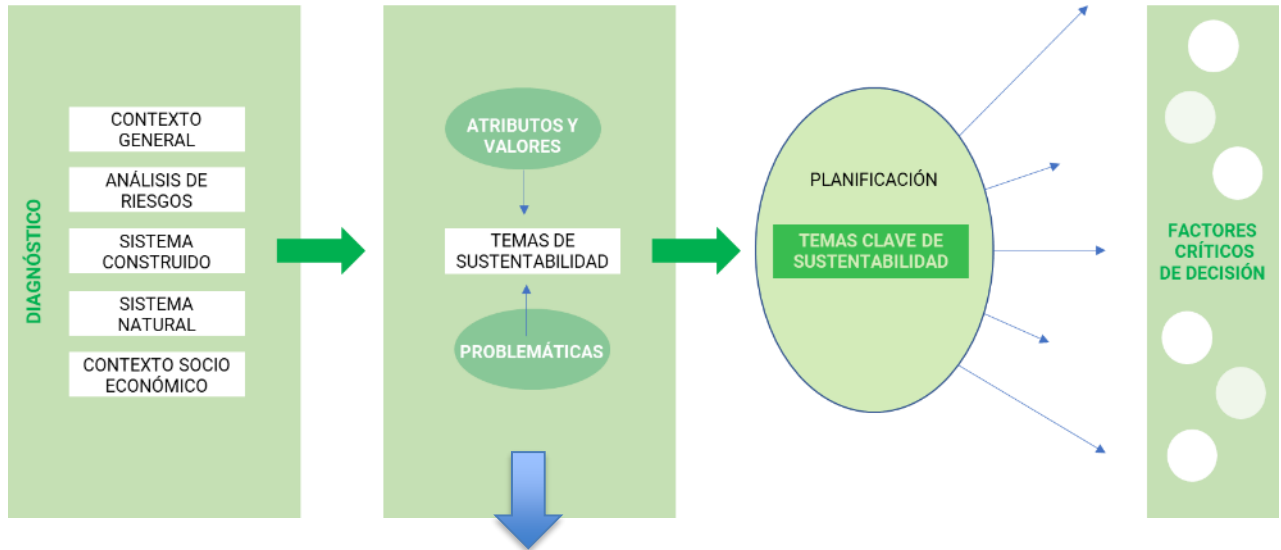 DIAGNÓSTICO
CONTEXTO
GENERAL
ANÁLISIS DE
RIESGOS
SISTEMA
CONSTRUIDO
SISTEMA
NATURAL
CONTEXTO SOCIO
ECONÓMICO
ATRIBUTOS Y
VALORES
TEMAS DE
SUSTENTABILIDAD
PROBLEMÁTICAS
PLANIFICACIÓN
TEMAS CLAVE DE
SUSTENTABILIDAD
FACTORES
CRÍTICOS
DE DECISIÓN